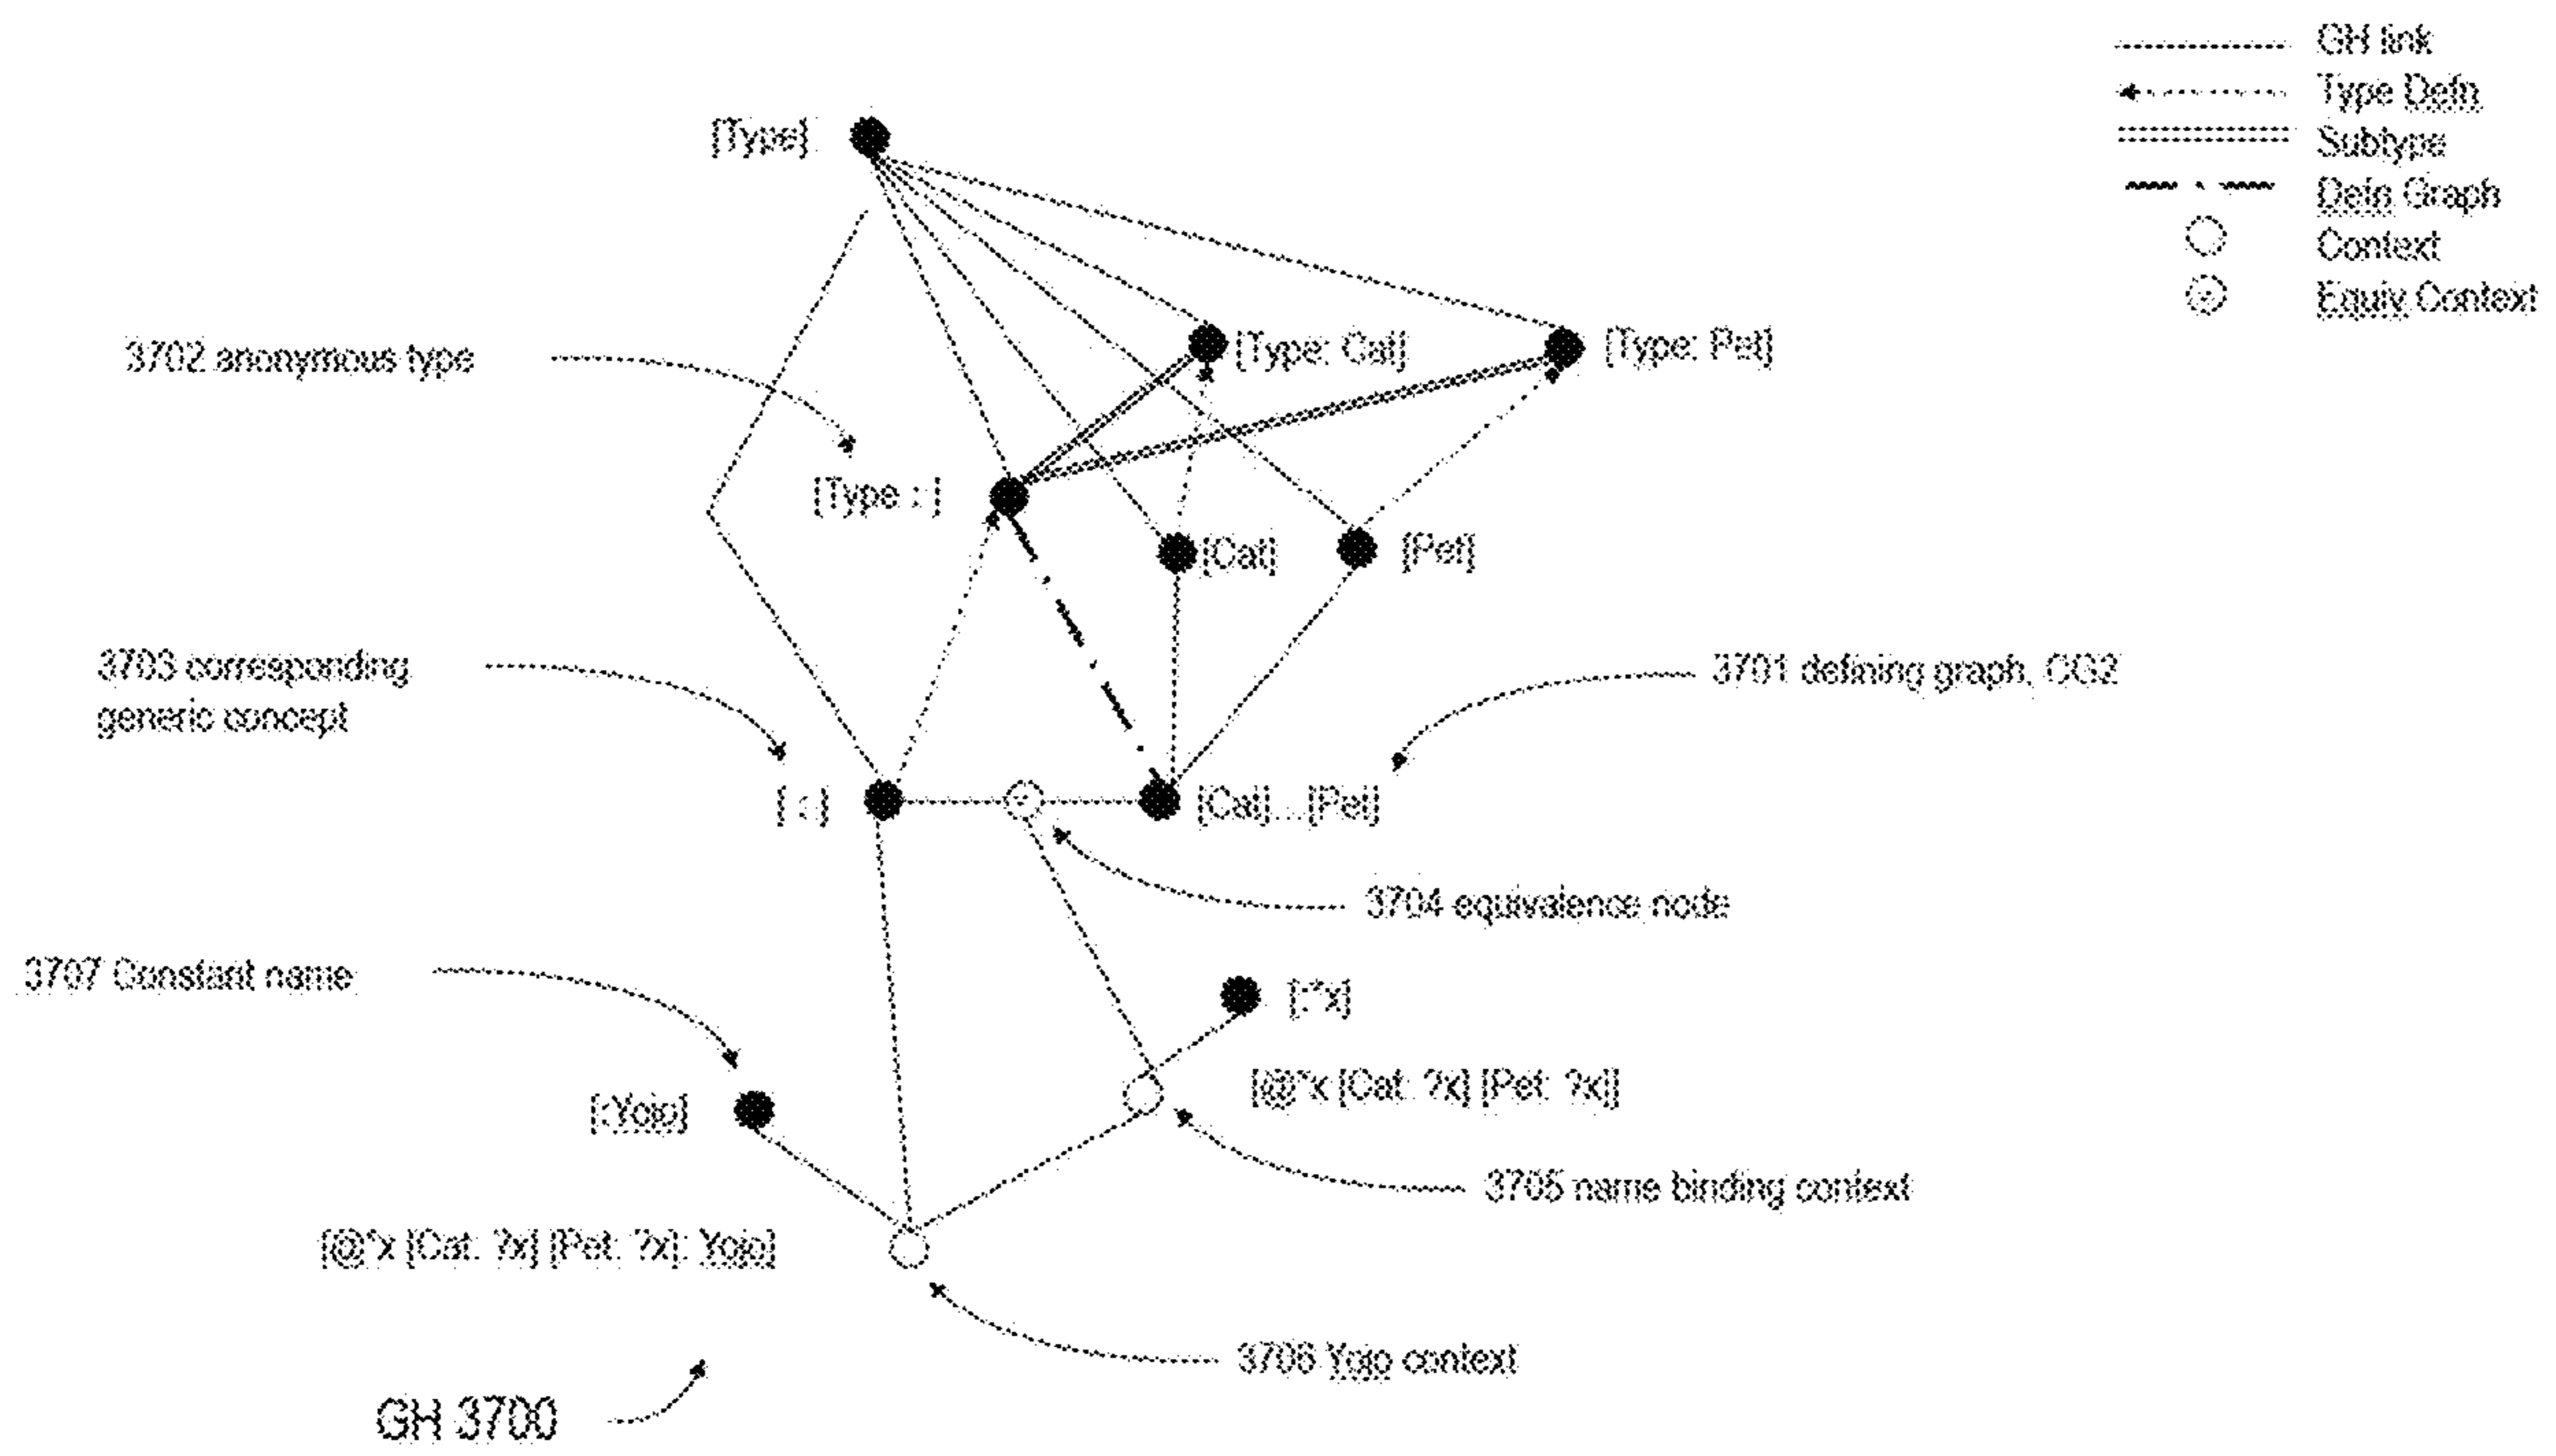 GH link
Type Defn
Subtype
Defn Graph
Context
Equiv Context
[Type]
[Type: Cat]
[Type: Pet]
3702 anonymous type
[Type : ]
[Cat]
[Pet]
3703 corresponding
generic concept
3701 defining graph, CG2
[ : ]
[Cat]...[Pet]
3704 equivalence node
3707 Constant name
[:*x]
[:Yojo]
[@*x [Cat: ?x] [Pet: ?x]]
3705 name binding context
[@*x [Cat: ?x] [Pet: ?x]: Yojo]
3706 Yojo context
GH 3700